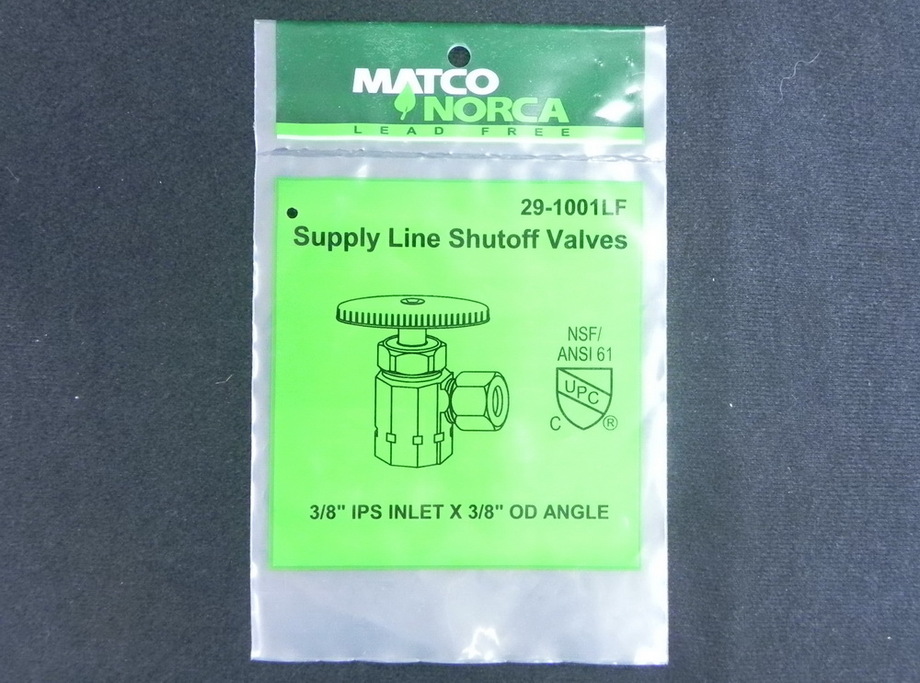 MATCO
NORCA
LEAD FREE
29-1001LF
Supply Line Shutoff Valves
NSF/
ANSI 61
UPC
C ®
3/8" IPS INLET X 3/8" OD ANGLE